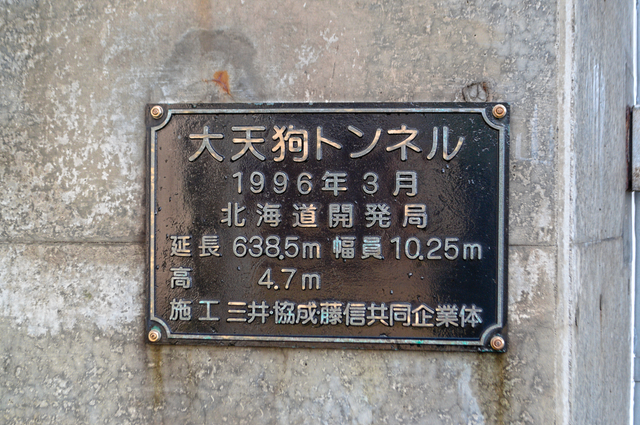 大天狗トンネル
1996年3月
北海道開発局
延長 638.5m 幅員 10.25m
高 4.7m
施工 三井·協成藤信共同企業体